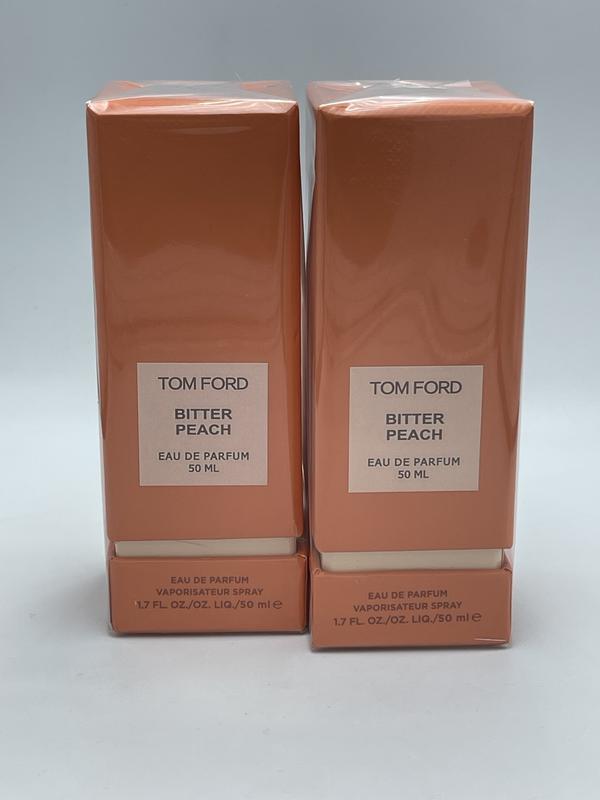 TOM FORD
BITTER
PEACH
EAU DE PARFUM
50 ML
EAU DE PARFUM
VAPORISATEUR SPRAY
1.7 FL. OZ./OZ. LIQ./50 ml ℮
TOM FORD
BITTER
PEACH
EAU DE PARFUM
50 ML
EAU DE PARFUM
VAPORISATEUR SPRAY
1.7 FL. OZ./OZ. LIQ./50 ml ℮